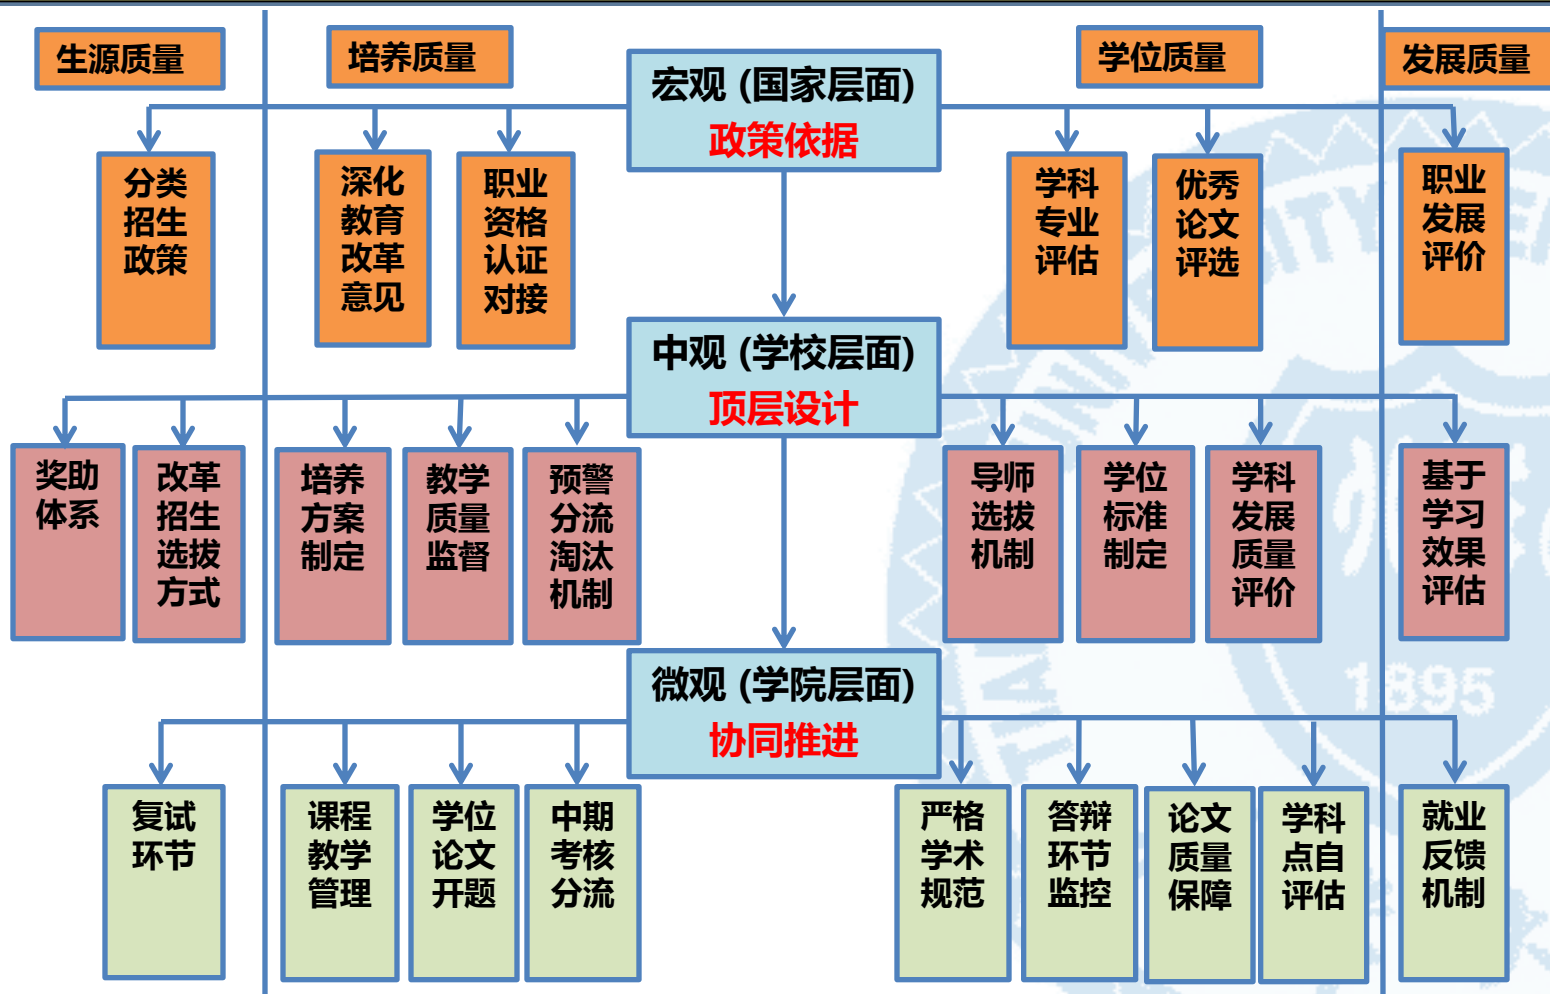 生源质量
培养质量
学位质量
发展质量
宏观 (国家层面)
政策依据
分类
招生
政策
深化
教育
改革
意见
职业
资格
认证
对接
学科
专业
评估
优秀
论文
评选
职业
发展
评价
中观 (学校层面)
顶层设计
奖助
体系
改革
招生
选拔
方式
培养
方案
制定
教学
质量
监督
预警
分流
淘汰
机制
导师
选拔
机制
学位
标准
制定
学科
发展
质量
评价
基于
学习
效果
评估
微观 (学院层面)
协同推进
复试
环节
课程
教学
管理
学位
论文
开题
中期
考核
分流
严格
学术
规范
答辩
环节
监控
论文
质量
保障
学科
点自
评估
就业
反馈
机制
1895